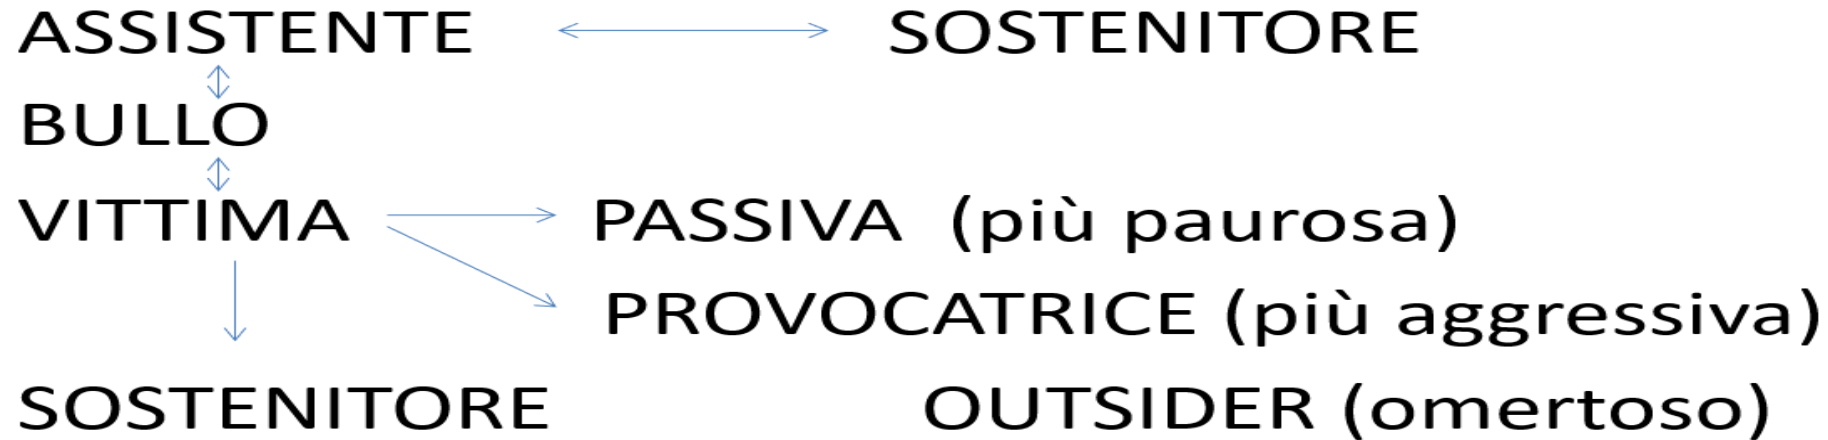 ASSISTENTE SOSTENITORE
BULLO
VITTIMA PASSIVA (più paurosa)
PROVOCATRICE (più aggressiva)
SOSTENITORE OUTSIDER (omertoso)